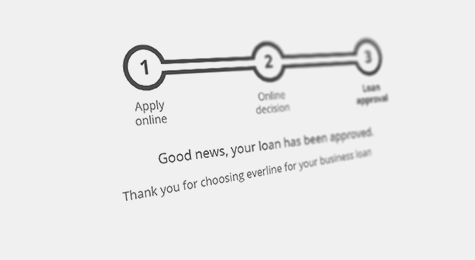 1
2
3
Apply
online
Online
decision
Loan
approval
Good news, your loan has been approved.
Thank you for choosing everline for your business loan